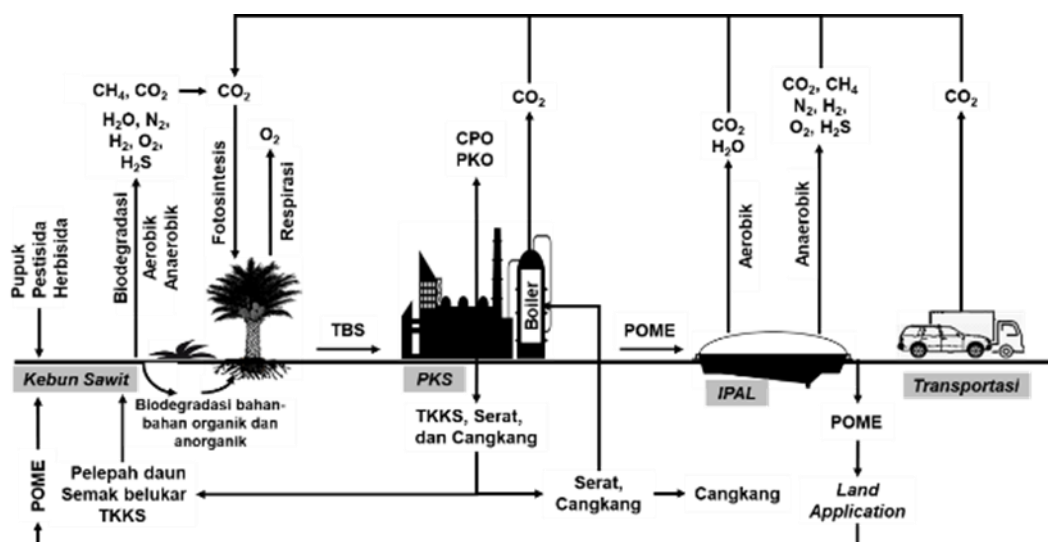 CH₄, CO₂
CO₂
H₂O, N₂,
H₂, O₂,
H₂S
O₂
Biodegradasi
Aerobik
Anaerobik
Fotosintesis
Respirasi
Pupuk
Pestisida
Herbisida
CPO
PKO
CO₂
Boiler
CO₂
H₂O
Aerobik
CO₂, CH₄
N₂, H₂,
O₂, H₂S
Anaerobik
CO₂
TBS
POME
Kebun Sawit
PKS
IPAL
Transportasi
Biodegradasi bahan-
bahan organik dan
anorganik
TKKS, Serat,
dan Cangkang
POME
POME
Pelepah daun
Semak belukar
TKKS
Serat,
Cangkang
Cangkang
Land
Application